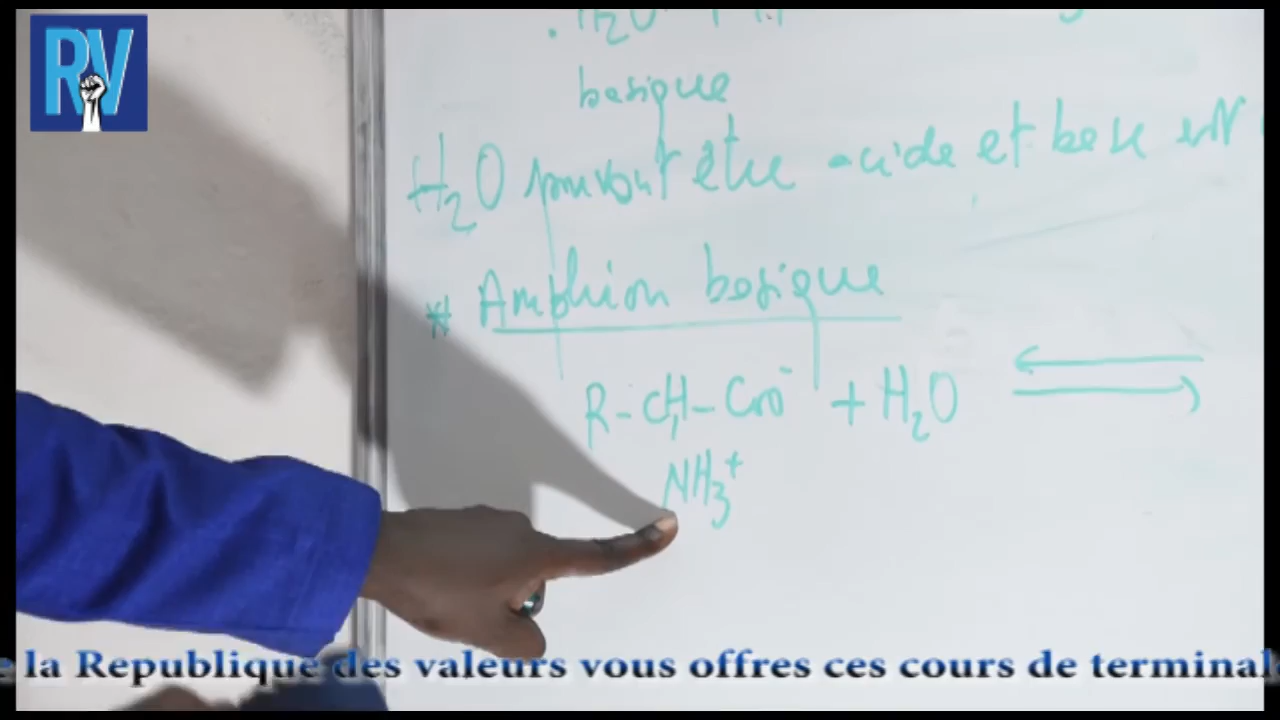 RV
basique
H₂O pouvant être acide et base est
* Amphion basique
R-CH-COO⁻ + H₂O ⇌
NH₃⁺
la Republique des valeurs vous offres ces cours de terminal